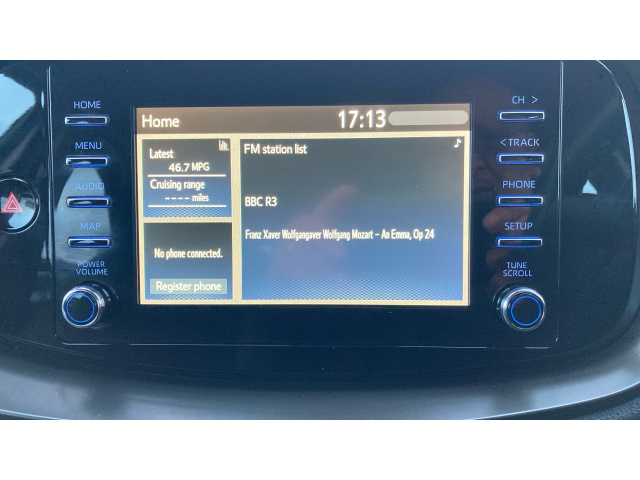 HOME
MENU
AUDIO
MAP
POWER
VOLUME
Home
17:13
Latest
46.7 MPG
Cruising range
---- miles
No phone connected.
Register phone
FM station list
BBC R3
Franz Xaver Wolfgangaver Wolfgang Mozart – An Emma, Op 24
CH >
< TRACK
PHONE
SETUP
TUNE
SCROLL